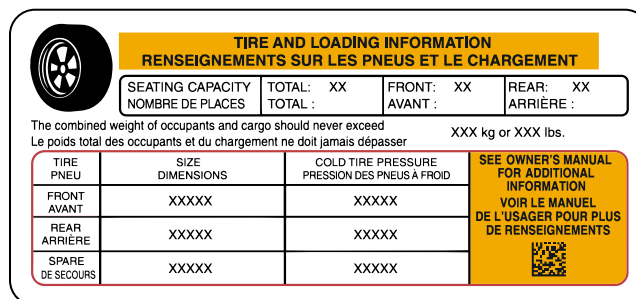 TIRE AND LOADING INFORMATION
RENSEIGNEMENTS SUR LES PNEUS ET LE CHARGEMENT
SEATING CAPACITY TOTAL: XX FRONT: XX REAR: XX
NOMBRE DE PLACES TOTAL : AVANT : ARRIÈRE :
The combined weight of occupants and cargo should never exceed XXX kg or XXX lbs.
Le poids total des occupants et du chargement ne doit jamais dépasser
TIRE SIZE COLD TIRE PRESSURE
PNEU DIMENSIONS PRESSION DES PNEUS À FROID
FRONT XXXXX XXXXX
AVANT
REAR XXXXX XXXXX
ARRIÈRE
SPARE XXXXX XXXXX
DE SECOURS
SEE OWNER'S MANUAL
FOR ADDITIONAL
INFORMATION
VOIR LE MANUEL
DE L'USAGER POUR PLUS
DE RENSEIGNEMENTS